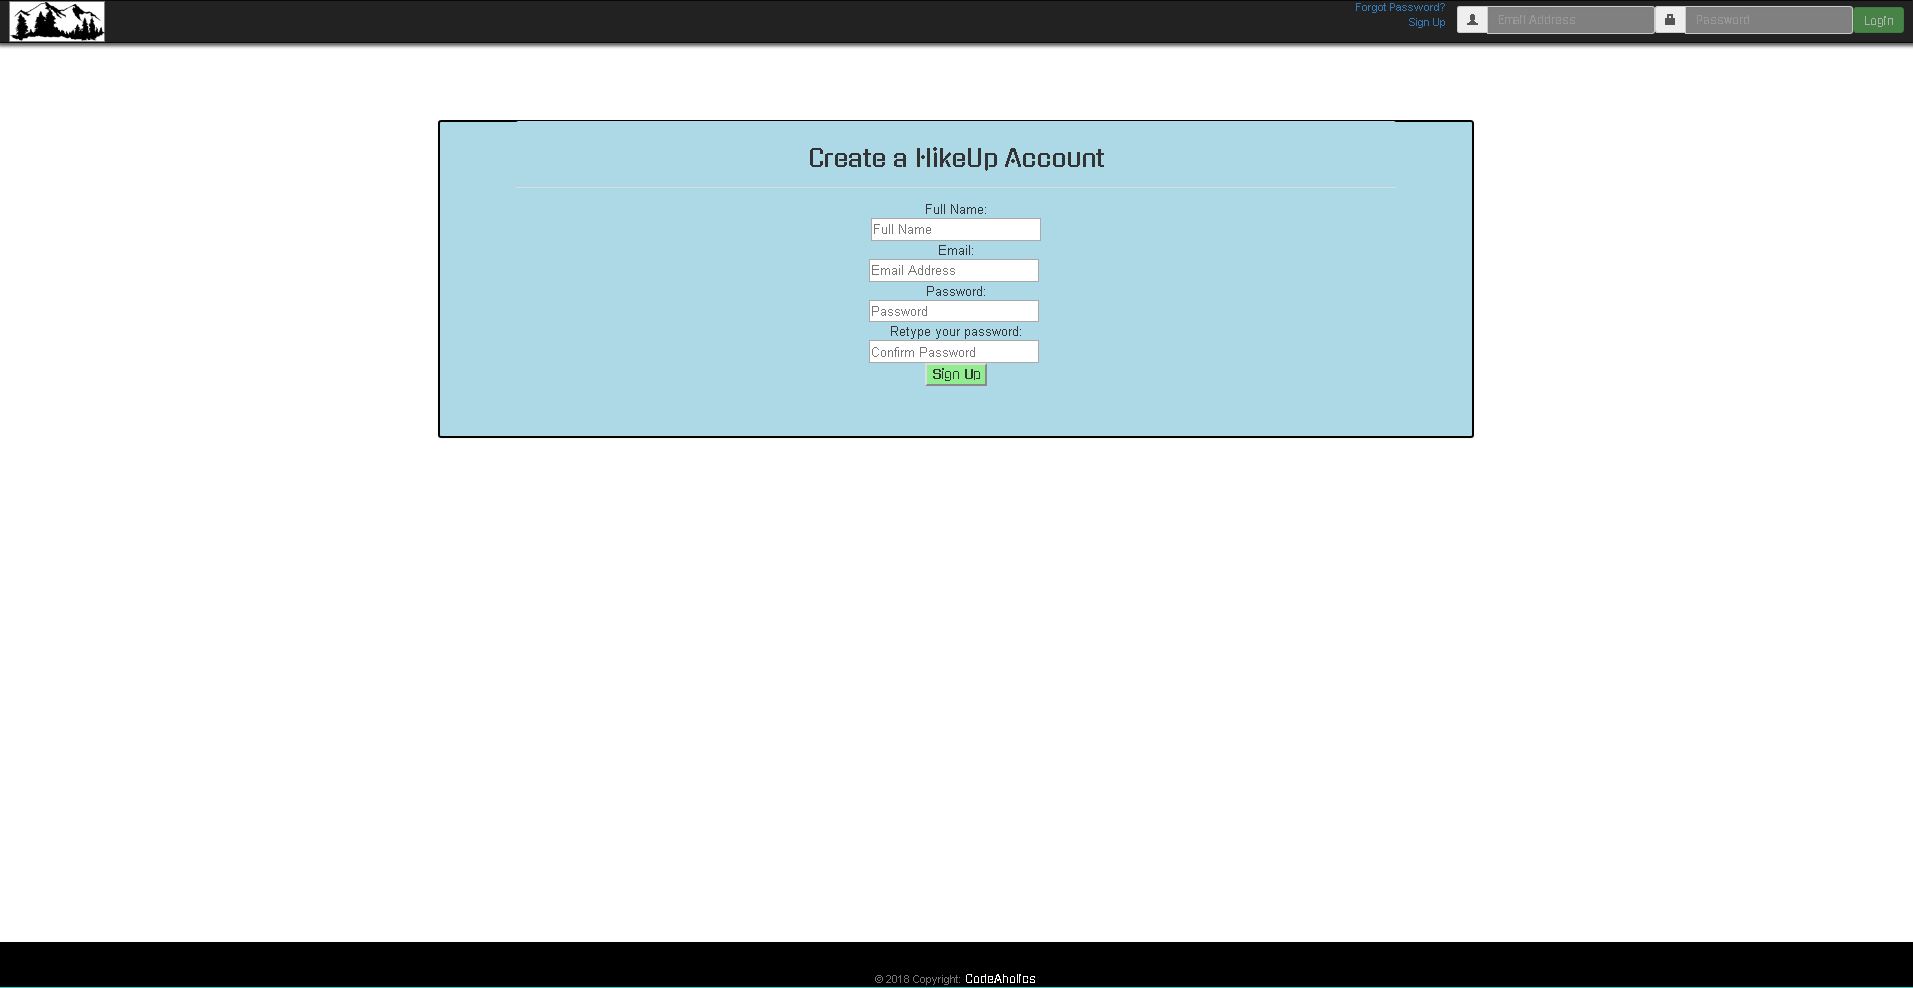 Forgot Password?
Sign Up
Email Address
Password
Login
Create a HikeUp Account
Full Name:
Full Name
Email:
Email Address
Password:
Password
Retype your password:
Confirm Password
Sign Up
© 2018 Copyright: CodeAholics